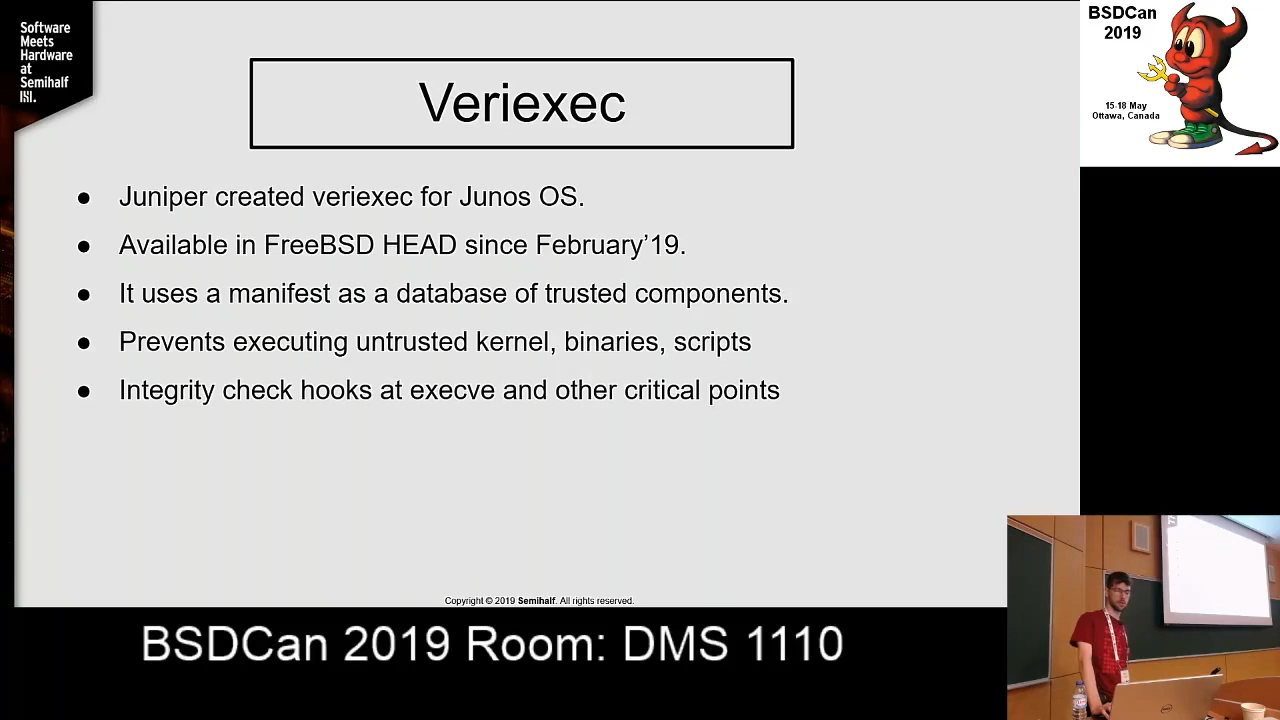 Software
Meets
Hardware
at
Semihalf
Veriexec
● Juniper created veriexec for Junos OS.
● Available in FreeBSD HEAD since February’19.
● It uses a manifest as a database of trusted components.
● Prevents executing untrusted kernel, binaries, scripts
● Integrity check hooks at execve and other critical points
Copyright © 2019 Semihalf. All rights reserved.
BSDCan
2019
15-18 May
Ottawa, Canada
BSDCan 2019 Room: DMS 1110